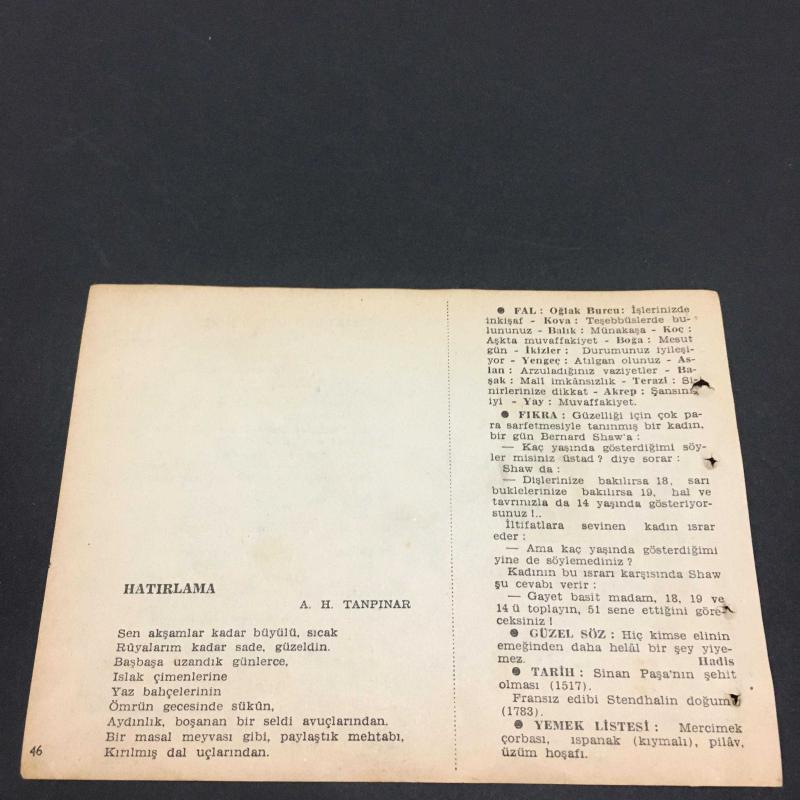 HATIRLAMA
A. H. TANPINAR
Sen akşamlar kadar büyülü, sıcak
Rüyalarım kadar sade, güzeldin.
Başbaşa uzandık günlerce,
Islak çimenlerine
Yaz bahçelerinin
Ömrün gecesinde sükûn,
Aydınlık, boşanan bir seldi avuçlarından.
Bir masal meyvası gibi, paylaştık mehtabı,
Kırılmış dal uçlarından.
46
● FAL : Oğlak Burcu: İşlerinizde
inkişaf - Kova : Teşebbüslerde bu-
lununuz - Balık : Münakaşa - Koç :
Aşkta muvaffakiyet - Boğa : Mesut
gün - İkizler : Durumunuz iyileşi-
yor - Yengeç : Atılgan olunuz - As-
lan : Arzuladığınız vaziyetler - Ba-
şak : Mali imkânsızlık - Terazi : Si-
nirlerinize dikkat - Akrep : Şansınız
iyi - Yay : Muvaffakiyet.
● FIKRA : Güzelliği için çok pa-
ra sarfetmesiyle tanınmış bir kadın,
bir gün Bernard Shaw'a :
— Kaç yaşında gösterdiğimi söy-
ler misiniz üstad ? diye sorar :
Shaw da :
— Dişlerinize bakılırsa 18, sarı
buklelerinize bakılırsa 19, hal ve
tavrınızla da 14 yaşında gösteriyor-
sunuz !..
İltifatlara sevinen kadın ısrar
eder :
— Ama kaç yaşında gösterdiğimi
yine de söylemediniz ?
Kadının bu ısrarı karşısında Shaw
şu cevabı verir :
— Gayet basit madam, 18, 19 ve
14 ü toplayın, 51 sene ettiğini göre-
ceksiniz !
● GÜZEL SÖZ : Hiç kimse elinin
emeğinden daha helâl bir şey yiye-
mez. Hadis
● TARİH : Sinan Paşa'nın şehit
olması (1517).
Fransız edibi Stendhalin doğumu
(1783).
● YEMEK LİSTESİ : Mercimek
çorbası, ıspanak (kıymalı), pilâv,
üzüm hoşafı.